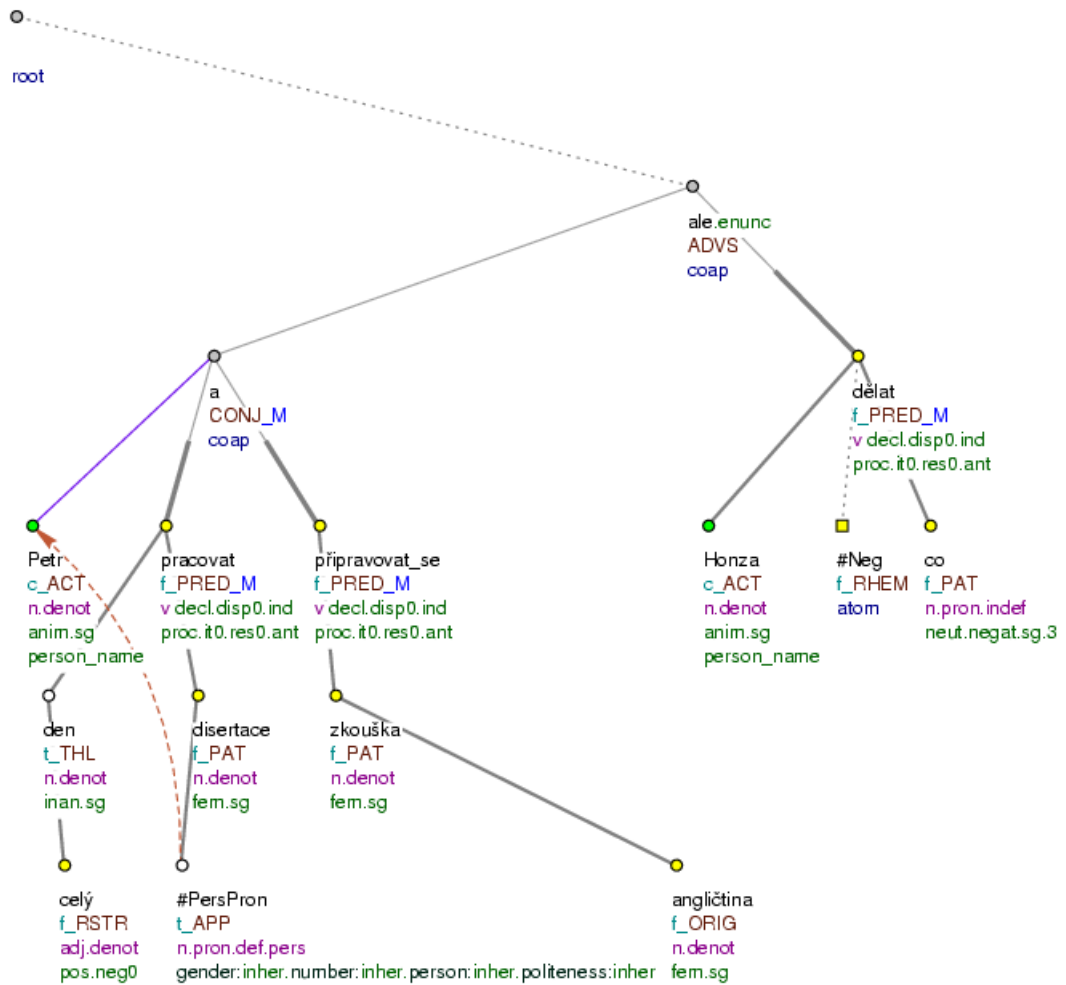 root
ale.enunc
ADVS
coap
a
CONJ_M
coap
dělat
f_PRED_M
v decl.disp0.ind
proc.it0.res0.ant
Petr
c_ACT
n.denot
anim.sg
person_name
pracovat
f_PRED_M
v decl.disp0.ind
proc.it0.res0.ant
připravovat_se
f_PRED_M
v decl.disp0.ind
proc.it0.res0.ant
Honza
c_ACT
n.denot
anim.sg
person_name
#Neg
f_RHEM
atom
co
f_PAT
n.pron.indef
neut.negat.sg.3
den
t_THL
n.denot
inan.sg
disertace
f_PAT
n.denot
fem.sg
zkouška
f_PAT
n.denot
fem.sg
celý
f_RSTR
adj.denot
pos.neg0
#PersPron
t_APP
n.pron.def.pers
gender:inher.number:inher.person:inher.politeness:inher
angličtina
f_ORIG
n.denot
fem.sg